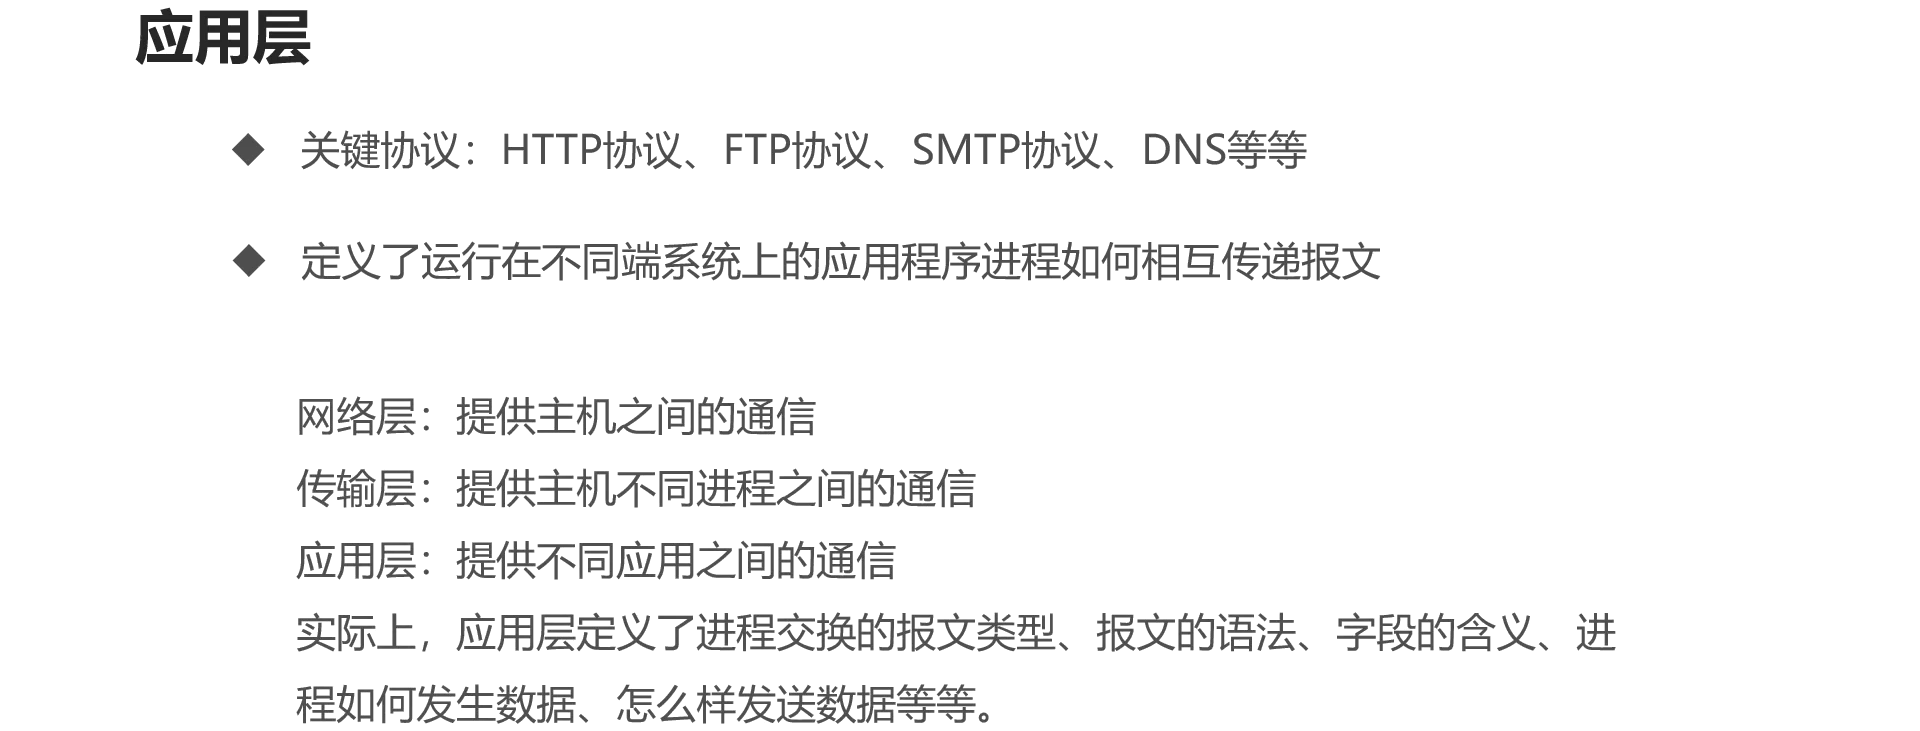 应用层
◆ 关键协议：HTTP协议、FTP协议、SMTP协议、DNS等等
◆ 定义了运行在不同端系统上的应用程序进程如何相互传递报文
网络层：提供主机之间的通信
传输层：提供主机不同进程之间的通信
应用层：提供不同应用之间的通信
实际上，应用层定义了进程交换的报文类型、报文的语法、字段的含义、进
程如何发生数据、怎么样发送数据等等。